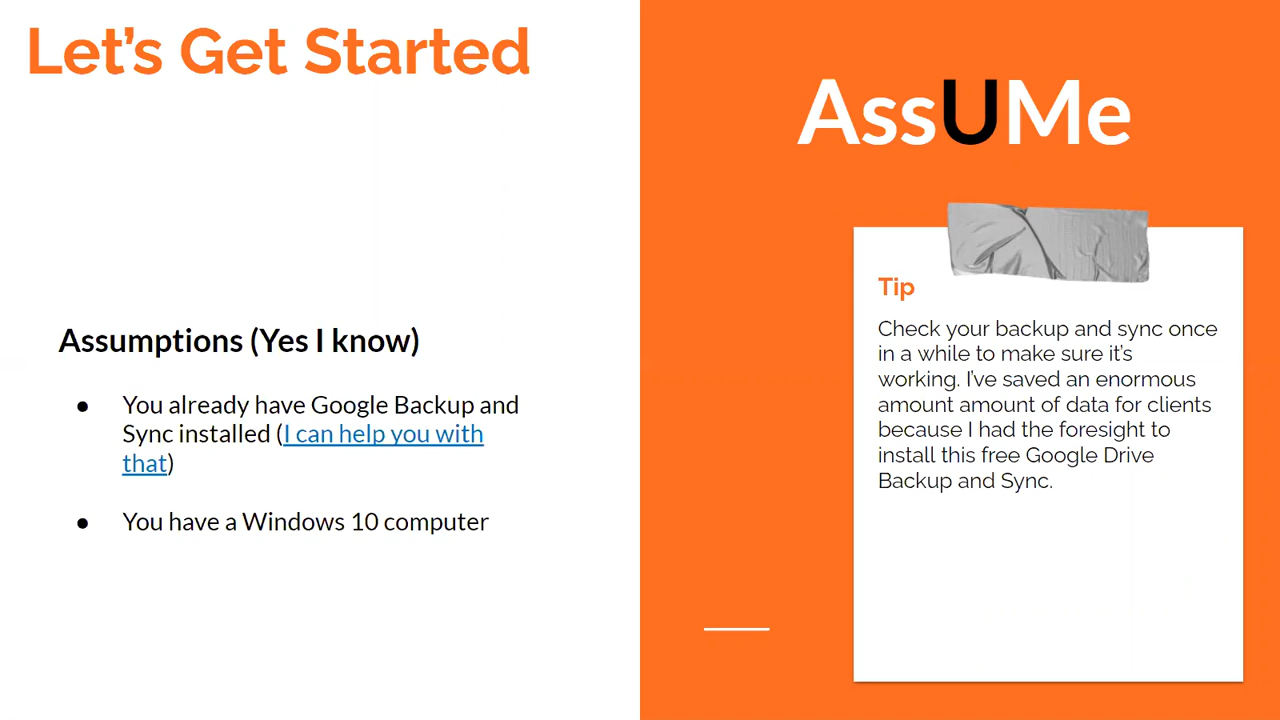 Let's Get Started
Assumptions (Yes I know)
● You already have Google Backup and
Sync installed (I can help you with
that)
● You have a Windows 10 computer
AssUMe
Tip
Check your backup and sync once
in a while to make sure it's
working. I've saved an enormous
amount amount of data for clients
because I had the foresight to
install this free Google Drive
Backup and Sync.